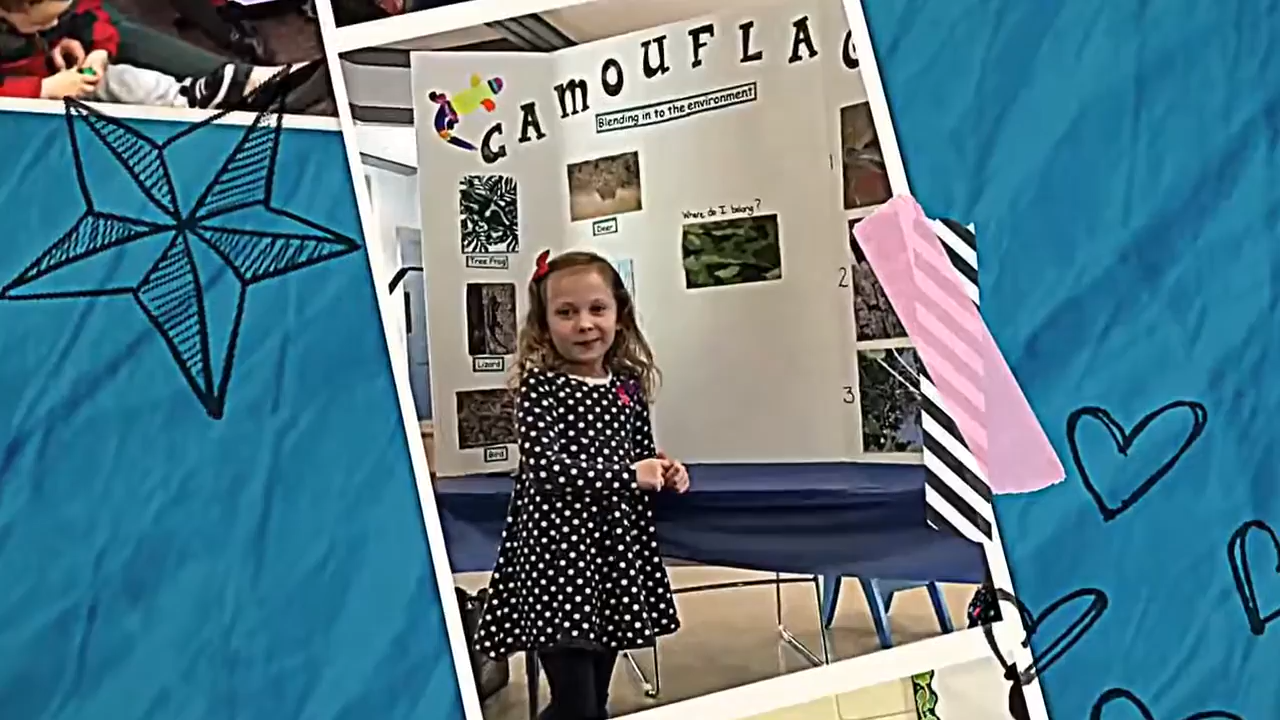 CAMOUFLAG
Blending in to the environment
Deer
Where do I belong?
Tree Frog
Lizard
Bird
1
2
3